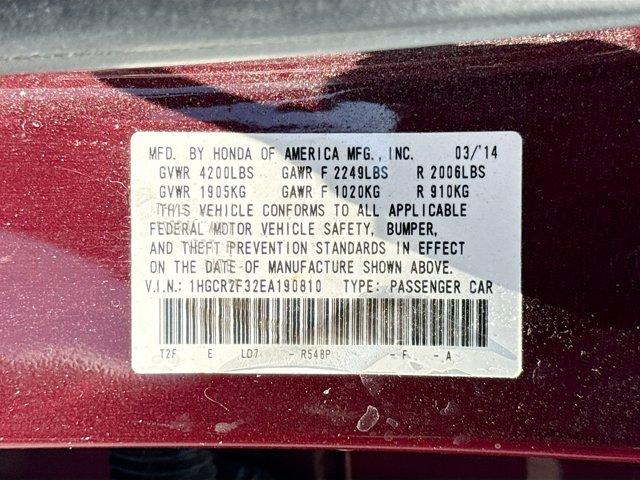 MFD. BY HONDA OF AMERICA MFG., INC. 03/'14
GVWR 4200LBS GAWR F 2249LBS R 2006LBS
GVWR 1905KG GAWR F 1020KG R 910KG
THIS VEHICLE CONFORMS TO ALL APPLICABLE
FEDERAL MOTOR VEHICLE SAFETY, BUMPER,
AND THEFT PREVENTION STANDARDS IN EFFECT
ON THE DATE OF MANUFACTURE SHOWN ABOVE.
V.I.N.: 1HGCR2F32EA190810 TYPE: PASSENGER CAR
T2F E L07 - R548P - F - A